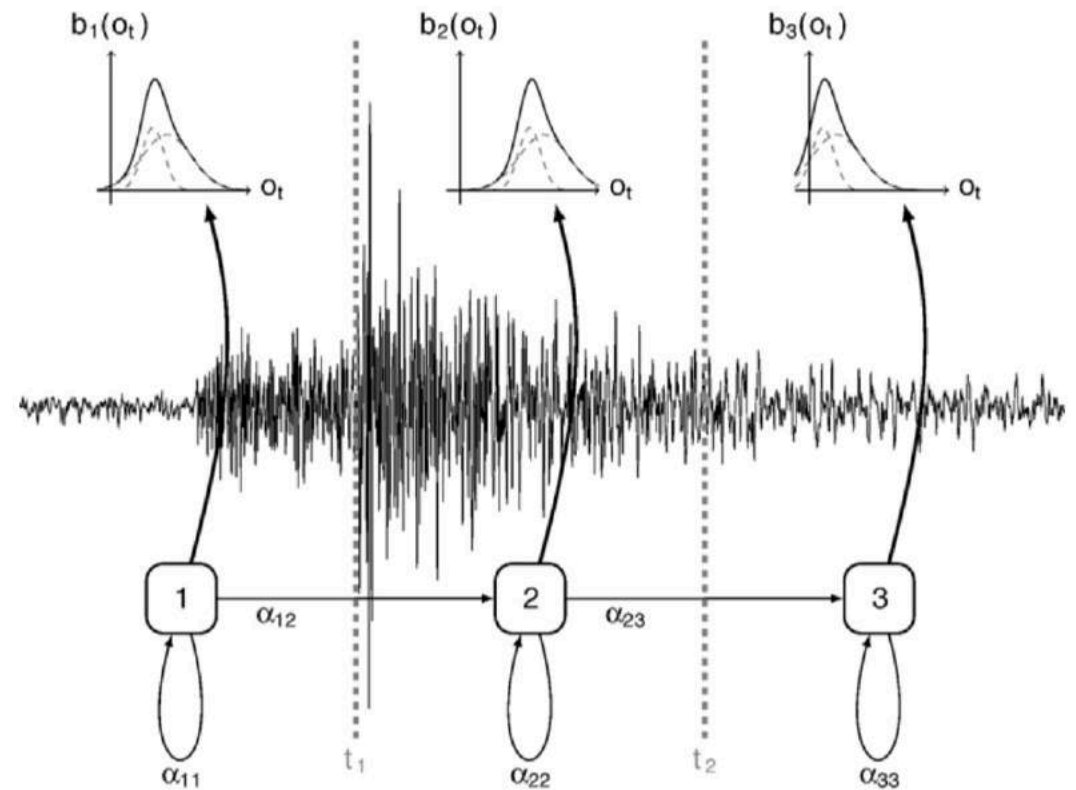 b₁(oₜ) b₂(oₜ) b₃(oₜ)
oₜ oₜ oₜ
1 2 3
α₁₂ α₂₃
t₁ t₂
α₁₁ α₂₂ α₃₃